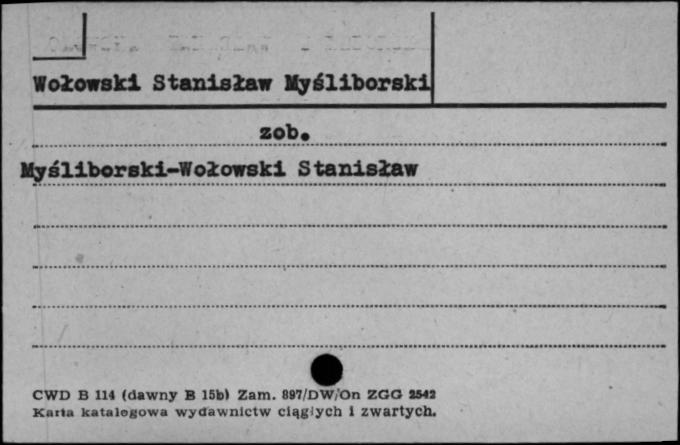 Wołowski Stanisław Myśliborski
zob.
Myśliborski-Wołowski Stanisław
CWD B 114 (dawny B 15b) Zam. 897/DW/On ZGG 2542
Karta katalogowa wydawnictw ciągłych i zwartych.